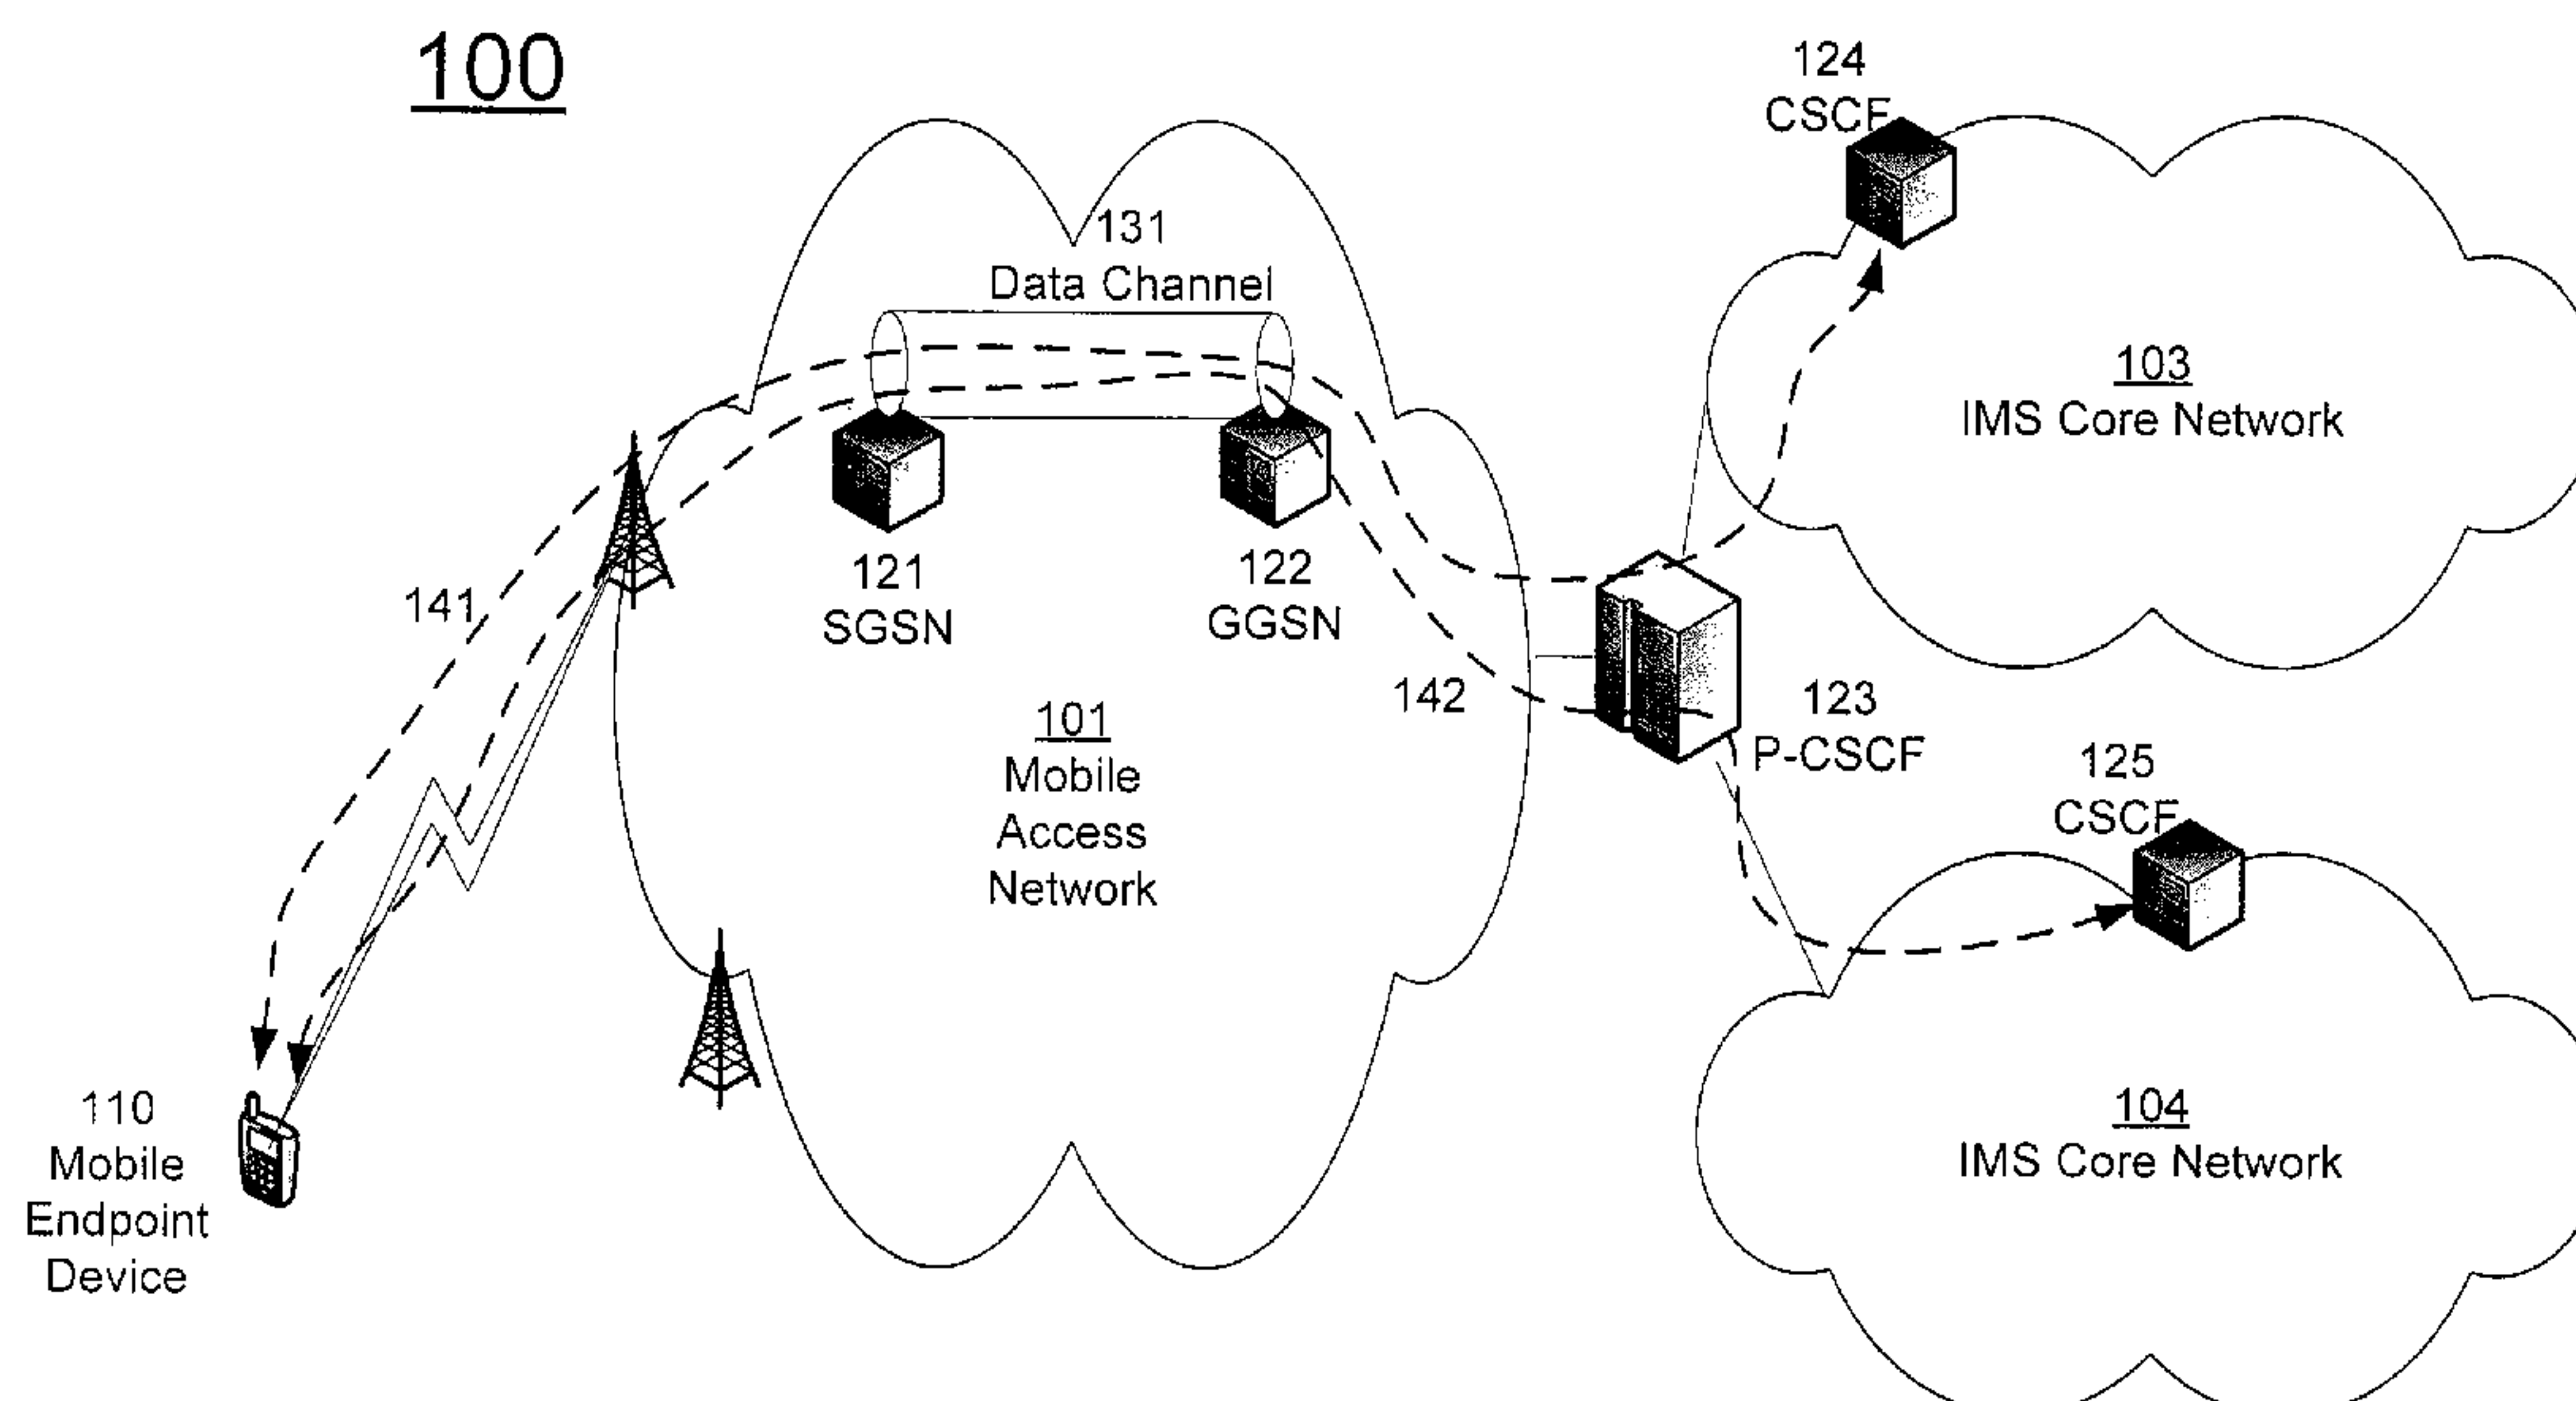 100
124
CSCF
131
Data Channel
103
IMS Core Network
141
121
SGSN
122
GGSN
142
123
P-CSCF
101
Mobile
Access
Network
125
CSCF
110
Mobile
Endpoint
Device
104
IMS Core Network